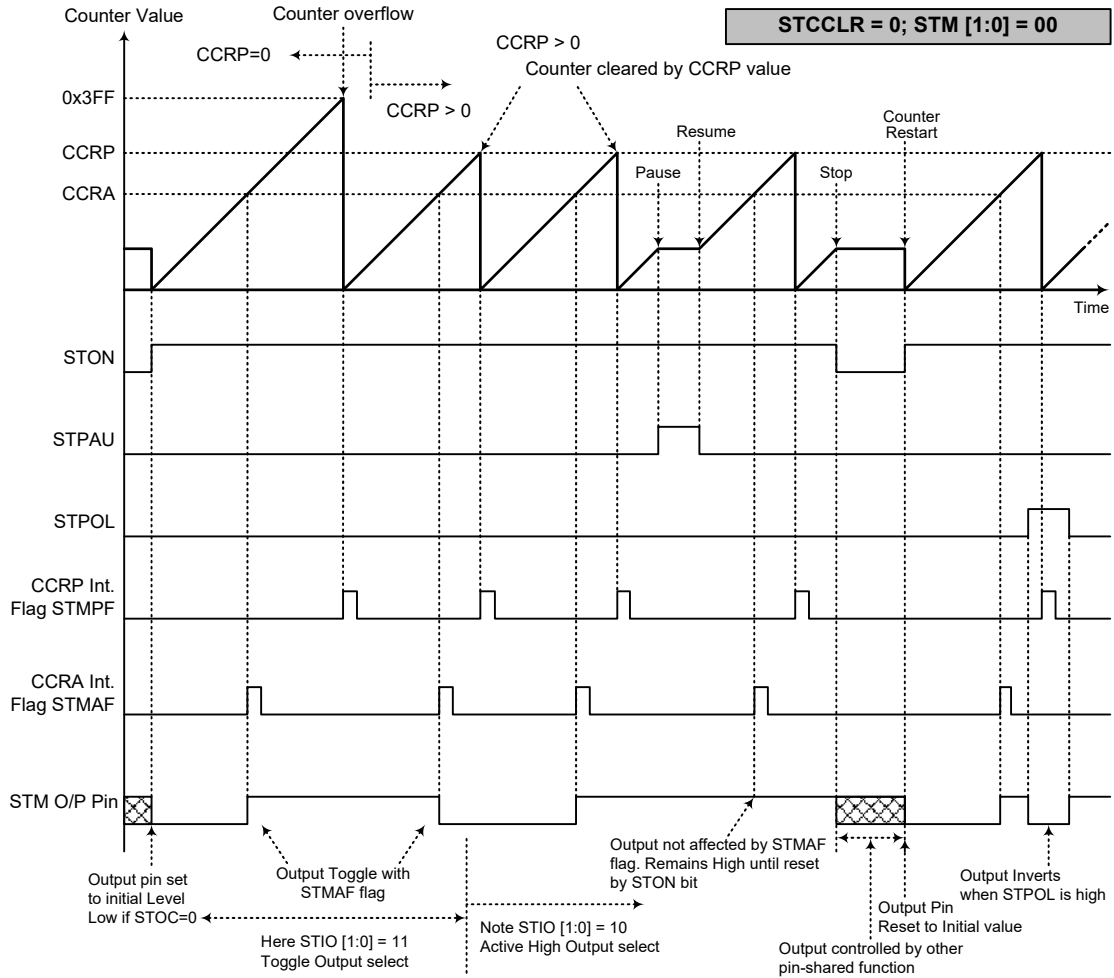 Counter Value
Counter overflow
STCCLR = 0; STM [1:0] = 00
CCRP=0
CCRP > 0
CCRP > 0
Counter cleared by CCRP value
0x3FF
CCRP
CCRA
Pause
Resume
Stop
Counter
Restart
Time
STON
STPAU
STPOL
CCRP Int.
Flag STMPF
CCRA Int.
Flag STMAF
STM O/P Pin
Output pin set
to initial Level
Low if STOC=0
Output Toggle with
STMAF flag
Here STIO [1:0] = 11
Toggle Output select
Note STIO [1:0] = 10
Active High Output select
Output not affected by STMAF
flag. Remains High until reset
by STON bit
Output controlled by other
pin-shared function
Output Pin
Reset to Initial value
Output Inverts
when STPOL is high